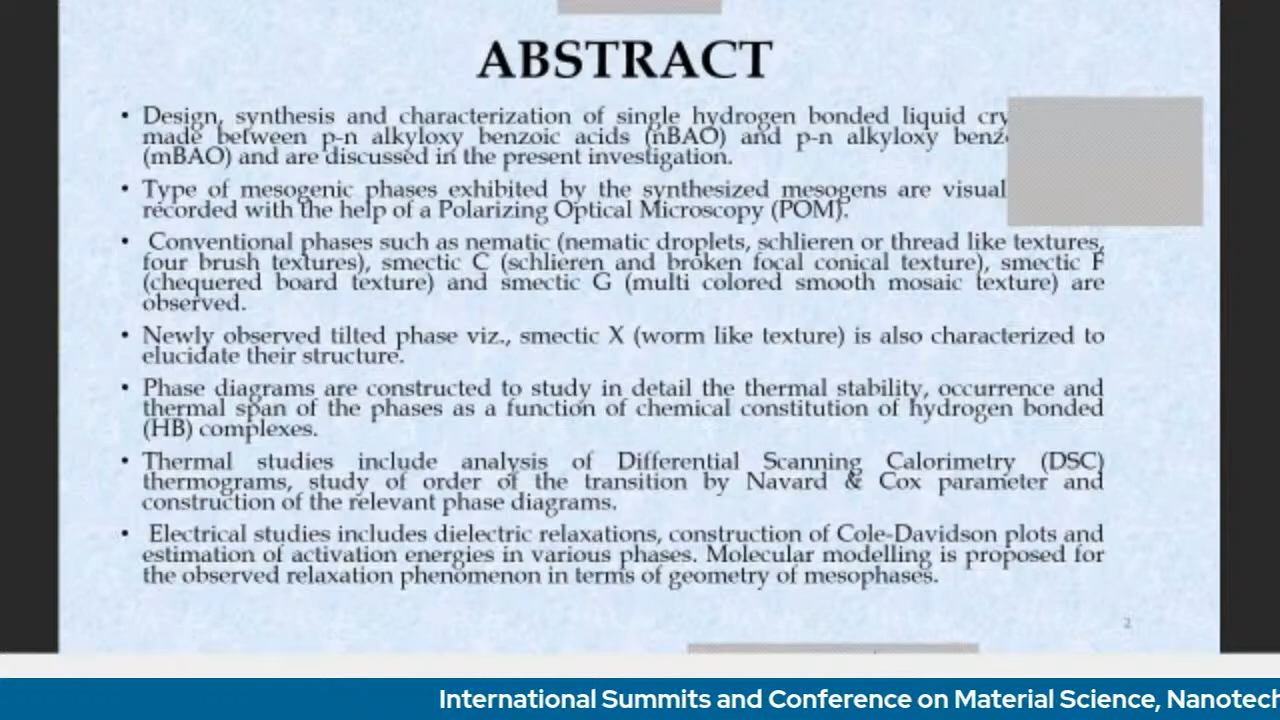 ABSTRACT
• Design, synthesis and characterization of single hydrogen bonded liquid
made between p-n alkyloxy benzoic acids (nBAO) and p-n alkyloxy
(mBAO) and are discussed in the present investigation.
• Type of mesogenic phases exhibited by the synthesized mesogens are
recorded with the help of a Polarizing Optical Microscopy (POM).
• Conventional phases such as nematic (nematic droplets, schlieren or thread like textures,
four brush textures), smectic C (schlieren and broken focal conical texture), smectic F
(chequered board texture) and smectic G (multi colored smooth mosaic texture) are
observed.
• Newly observed tilted phase viz., smectic X (worm like texture) is also characterized to
elucidate their structure.
• Phase diagrams are constructed to study in detail the thermal stability, occurrence and
thermal span of the phases as a function of chemical constitution of hydrogen bonded
(HB) complexes.
• Thermal studies include analysis of Differential Scanning Calorimetry (DSC)
thermograms, study of order of the transition by Navard & Cox parameter and
construction of the relevant phase diagrams.
• Electrical studies includes dielectric relaxations, construction of Cole-Davidson plots and
estimation of activation energies in various phases. Molecular modelling is proposed for
the observed relaxation phenomenon in terms of geometry of mesophases.
2
International Summits and Conference on Material Science, Nanotech